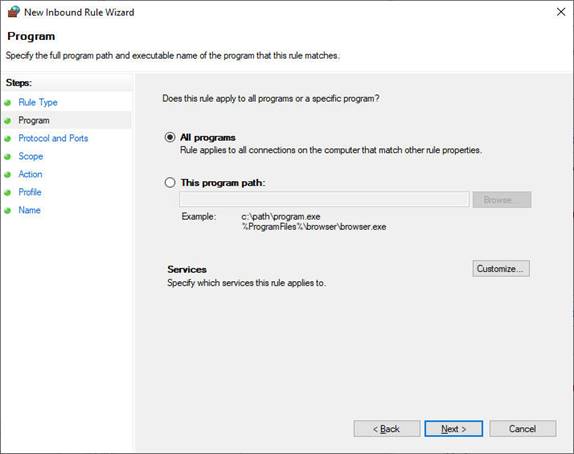 New Inbound Rule Wizard
Program
Specify the full program path and executable name of the program that this rule matches.
Steps:
Rule Type
Program
Protocol and Ports
Scope
Action
Profile
Name
Does this rule apply to all programs or a specific program?
All programs
Rule applies to all connections on the computer that match other rule properties.
This program path:
Browse...
Example: c:\path\program.exe
%ProgramFiles%\browser\browser.exe
Services
Specify which services this rule applies to.
Customize...
< Back Next > Cancel